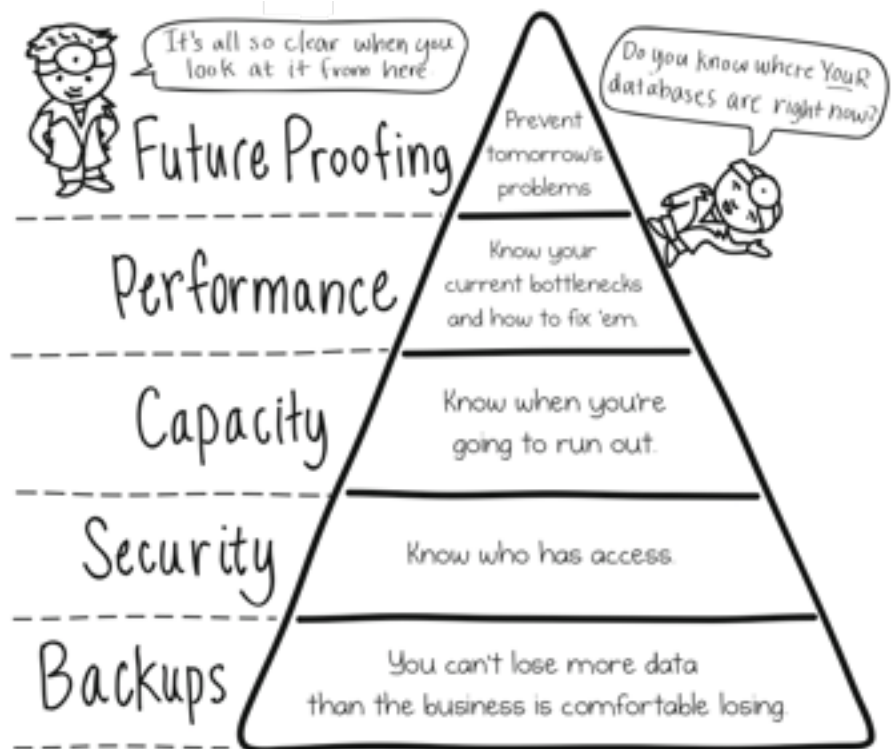 It's all so clear when you
look at it from here.
Do you know where YouR
databases are right now?
Future Proofing
Prevent
tomorrow's
problems
Performance
Know your
current bottlenecks
and how to fix 'em.
Capacity
Know when you're
going to run out.
Security
Know who has access.
Backups
You can't lose more data
than the business is comfortable losing.